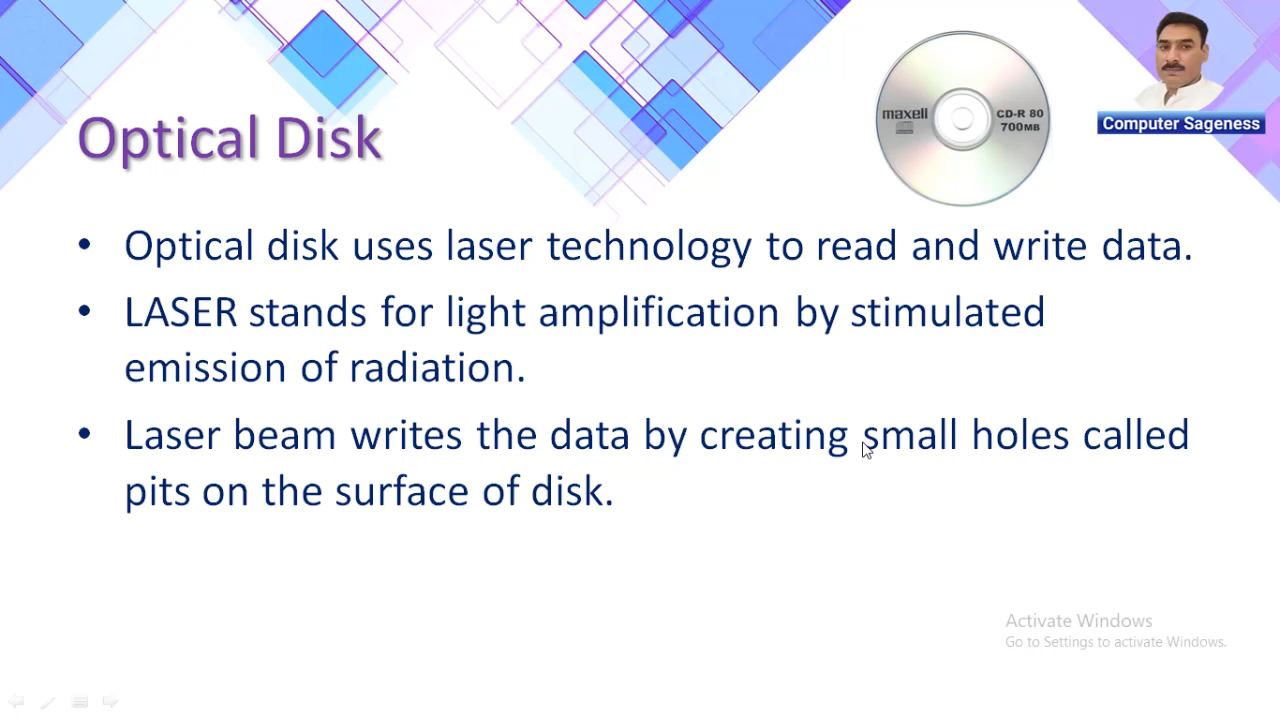 maxell
CD-R 80
700MB
Computer Sageness
Optical Disk
• Optical disk uses laser technology to read and write data.
• LASER stands for light amplification by stimulated
emission of radiation.
• Laser beam writes the data by creating small holes called
pits on the surface of disk.
Activate Windows
Go to Settings to activate Windows.